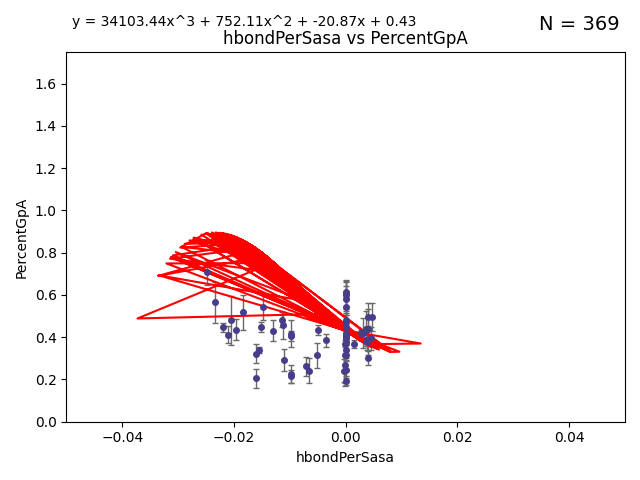 y = 34103.44x^3 + 752.11x^2 + -20.87x + 0.43
N = 369
hbondPerSasa vs PercentGpA
1.6
1.4
1.2
1.0
0.8
0.6
0.4
0.2
0.0
PercentGpA
−0.04
−0.02
0.00
0.02
0.04
hbondPerSasa